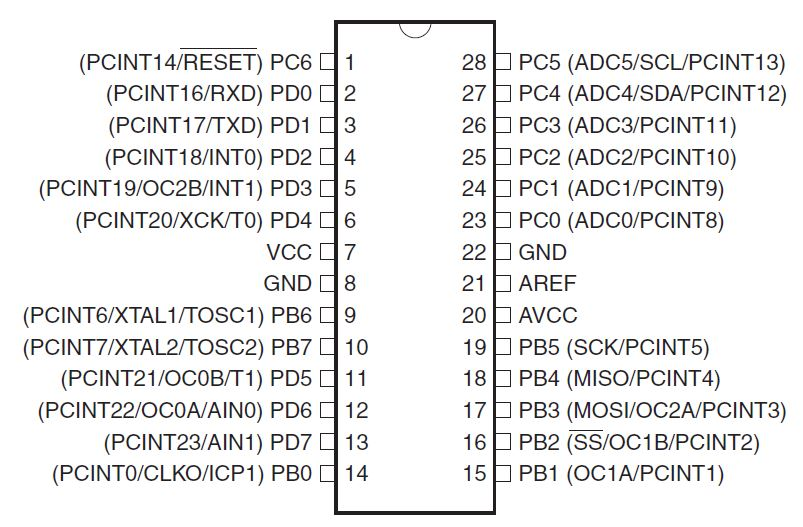 (PCINT14/RESET) PC6 1 28 PC5 (ADC5/SCL/PCINT13)
(PCINT16/RXD) PD0 2 27 PC4 (ADC4/SDA/PCINT12)
(PCINT17/TXD) PD1 3 26 PC3 (ADC3/PCINT11)
(PCINT18/INT0) PD2 4 25 PC2 (ADC2/PCINT10)
(PCINT19/OC2B/INT1) PD3 5 24 PC1 (ADC1/PCINT9)
(PCINT20/XCK/T0) PD4 6 23 PC0 (ADC0/PCINT8)
VCC 7 22 GND
GND 8 21 AREF
(PCINT6/XTAL1/TOSC1) PB6 9 20 AVCC
(PCINT7/XTAL2/TOSC2) PB7 10 19 PB5 (SCK/PCINT5)
(PCINT21/OC0B/T1) PD5 11 18 PB4 (MISO/PCINT4)
(PCINT22/OC0A/AIN0) PD6 12 17 PB3 (MOSI/OC2A/PCINT3)
(PCINT23/AIN1) PD7 13 16 PB2 (SS/OC1B/PCINT2)
(PCINT0/CLKO/ICP1) PB0 14 15 PB1 (OC1A/PCINT1)